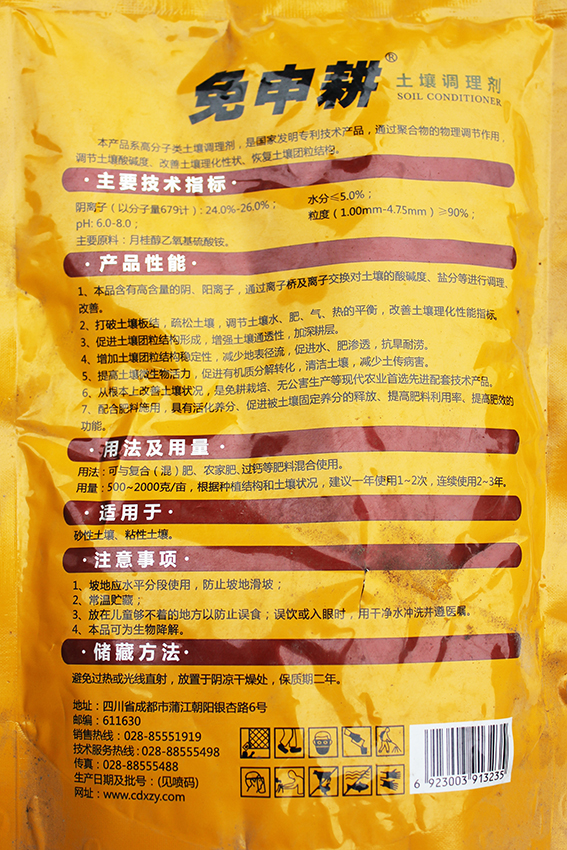 免申耕® 土壤调理剂
SOIL CONDITIONER
本产品系高分子类土壤调理剂，是国家发明专利技术产品，通过聚合物的物理调节作用，
调节土壤酸碱度、改善土壤理化性状、恢复土壤团粒结构。
·主要技术指标·
阴离子（以分子量679计）：24.0%-26.0%； 水分≤5.0%；
pH: 6.0-8.0； 粒度（1.00mm-4.75mm）≥90%；
主要原料：月桂醇乙氧基硫酸铵。
·产品性能·
1、本品含有高含量的阴、阳离子，通过离子桥及离子交换对土壤的酸碱度、盐分等进行调理、
改善。
2、打破土壤板结，疏松土壤，调节土壤水、肥、气、热的平衡，改善土壤理化性能指标。
3、促进土壤团粒结构形成，增强土壤通透性，加深耕层。
4、增加土壤团粒结构稳定性，减少地表径流，促进水、肥渗透，抗旱耐涝。
5、提高土壤微生物活力，促进有机质分解转化，清洁土壤，减少土传病害。
6、从根本上改善土壤状况，是免耕栽培、无公害生产等现代农业首选先进配套技术产品。
7、配合肥料施用，具有活化养分、促进被土壤固定养分的释放、提高肥料利用率、提高肥效的
功能。
·用法及用量·
用法：可与复合（混）肥、农家肥、过钙等肥料混合使用。
用量：500~2000克/亩，根据种植结构和土壤状况，建议一年使用1~2次，连续使用2~3年。
·适用于·
砂性土壤、粘性土壤。
·注意事项·
1、坡地应水平分段使用，防止坡地滑坡；
2、常温贮藏；
3、放在儿童够不着的地方以防止误食；误饮或入眼时，用干净水冲洗并遵医嘱。
4、本品可为生物降解。
·储藏方法·
避免过热或光线直射，放置于阴凉干燥处，保质期二年。
地址：四川省成都市蒲江朝阳银杏路6号
邮编：611630
销售热线：028-85551919
技术服务热线：028-88555498
传真：028-88555488
生产日期及批号：(见喷码)
网址：www.cdxzy.com
6 923003 913235